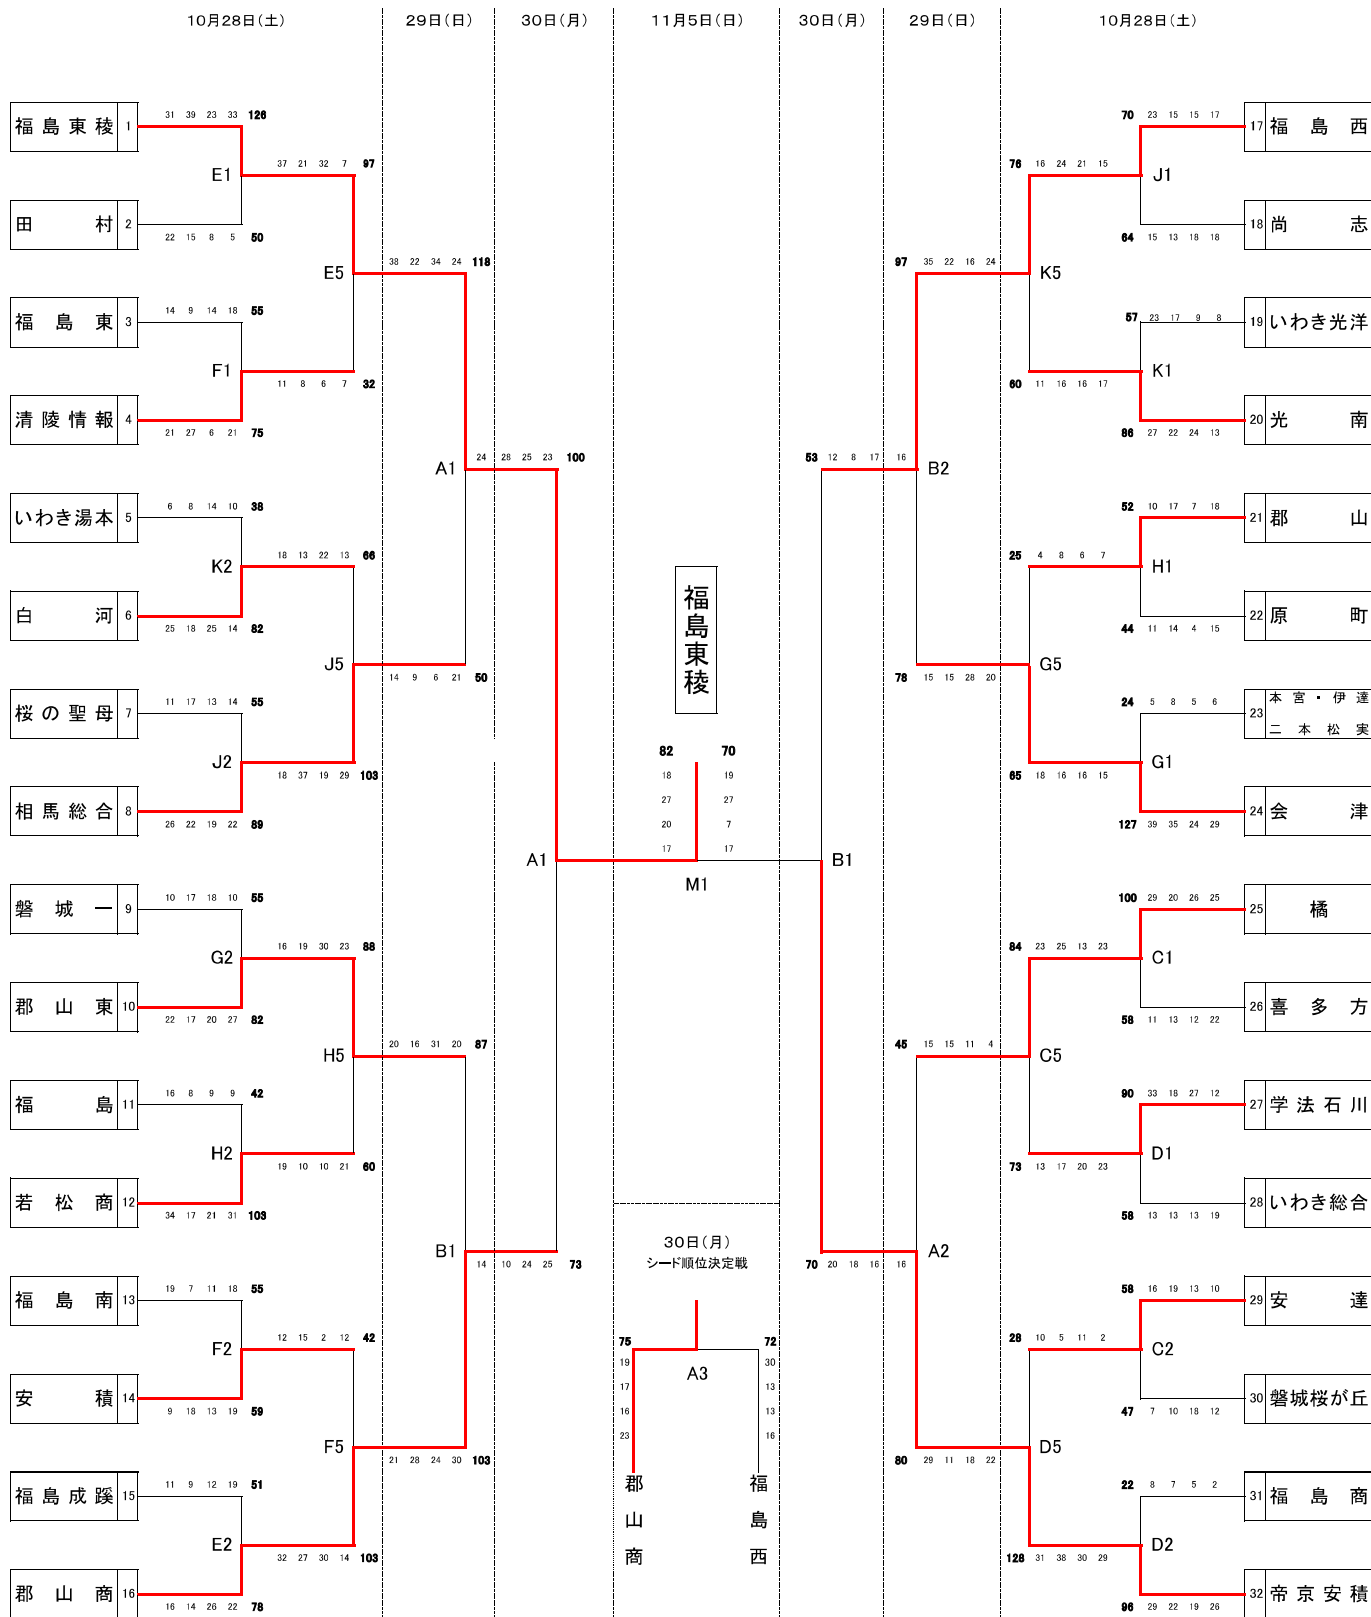 10月28日(土) 29日(日) 30日(月) 11月5日(日) 30日(月) 29日(日) 10月28日(土)
福島東稜 1 31 39 23 33 126
37 21 32 7 97
E1
田村 2 22 15 8 5 50
38 22 34 24 118
E5
福島東 3 14 9 14 18 55
F1
11 8 6 7 32
清陵情報 4 21 27 6 21 75
A1
24 28 25 23 100
いわき湯本 5 6 8 14 10 38
18 13 22 13 66
K2
白河 6 25 18 25 14 82
J5
14 9 6 21 50
桜の聖母 7 11 17 13 14 55
J2
18 37 19 29 103
相馬総合 8 26 22 19 22 89
A1
磐城一 9 10 17 18 10 55
16 19 30 23 88
G2
郡山東 10 22 17 20 27 82
20 16 31 20 87
H5
福島 11 16 8 9 9 42
H2
19 10 10 21 60
若松商 12 34 17 21 31 103
B1
14 10 24 25 73
福島南 13 19 7 11 18 55
12 15 2 12 42
F2
安積 14 9 18 13 19 59
F5
21 28 24 30 103
福島成蹊 15 11 9 12 19 51
E2
32 27 30 14 103
郡山商 16 16 14 26 22 78
福島東稜
82 70
18 19
27 27
20 7
17 17
M1
30日(月)
シード順位決定戦
75 72
A3
19 30
17 13
16 13
23 16
郡山商
福島西
70 23 15 15 17 17 福島西
76 16 24 21 15
J1
64 15 13 18 18 18 尚志
97 35 22 16 24
K5
57 23 17 9 8 19 いわき光洋
K1
60 11 16 16 17
86 27 22 24 13 20 光南
53 12 8 17 16
B2
52 10 17 7 18 21 郡山
25 4 8 6 7
H1
44 11 14 4 15 22 原町
G5
78 15 15 28 20
24 5 8 5 6 23 本宮・伊達
二本松実
G1
65 18 16 16 15
127 39 35 24 29 24 会津
B1
100 29 20 26 25 25 橘
84 23 25 13 23
C1
58 11 13 12 22 26 喜多方
45 15 15 11 4
C5
90 33 18 27 12 27 学法石川
D1
73 13 17 20 23
58 13 13 13 19 28 いわき総合
A2
70 20 18 16 16
58 16 19 13 10 29 安達
28 10 5 11 2
C2
47 7 10 18 12 30 磐城桜が丘
D5
80 29 11 18 22
22 8 7 5 2 31 福島商
D2
128 31 38 30 29
96 29 22 19 26 32 帝京安積